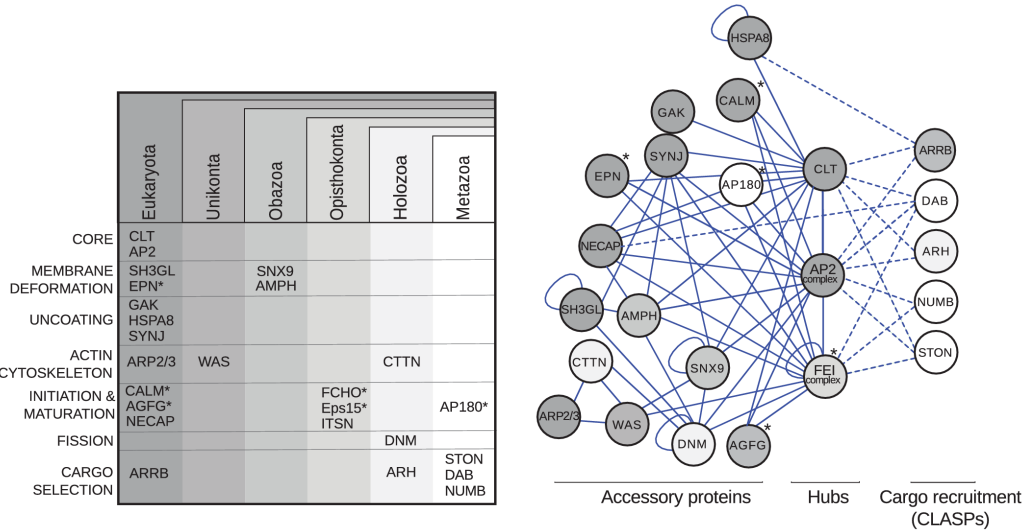 Eukaryota
Unikonta
Obazoa
Opisthokonta
Holozoa
Metazoa
CORE
CLT
AP2
MEMBRANE
DEFORMATION
SH3GL
EPN*
SNX9
AMPH
UNCOATING
GAK
HSPA8
SYNJ
ACTIN
CYTOSKELETON
ARP2/3
WAS
CTTN
INITIATION &
MATURATION
CALM*
AGFG*
NECAP
FCHO*
Eps15*
ITSN
AP180*
FISSION
DNM
CARGO
SELECTION
ARRB
ARH
STON
DAB
NUMB
HSPA8
CALM
*
GAK
SYNJ
EPN
*
AP180
*
NECAP
SH3GL
AMPH
CTTN
SNX9
ARP2/3
WAS
DNM
AGFG
*
CLT
AP2
complex
FEI
complex
*
ARRB
DAB
ARH
NUMB
STON
Accessory proteins
Hubs
Cargo recruitment
(CLASPs)